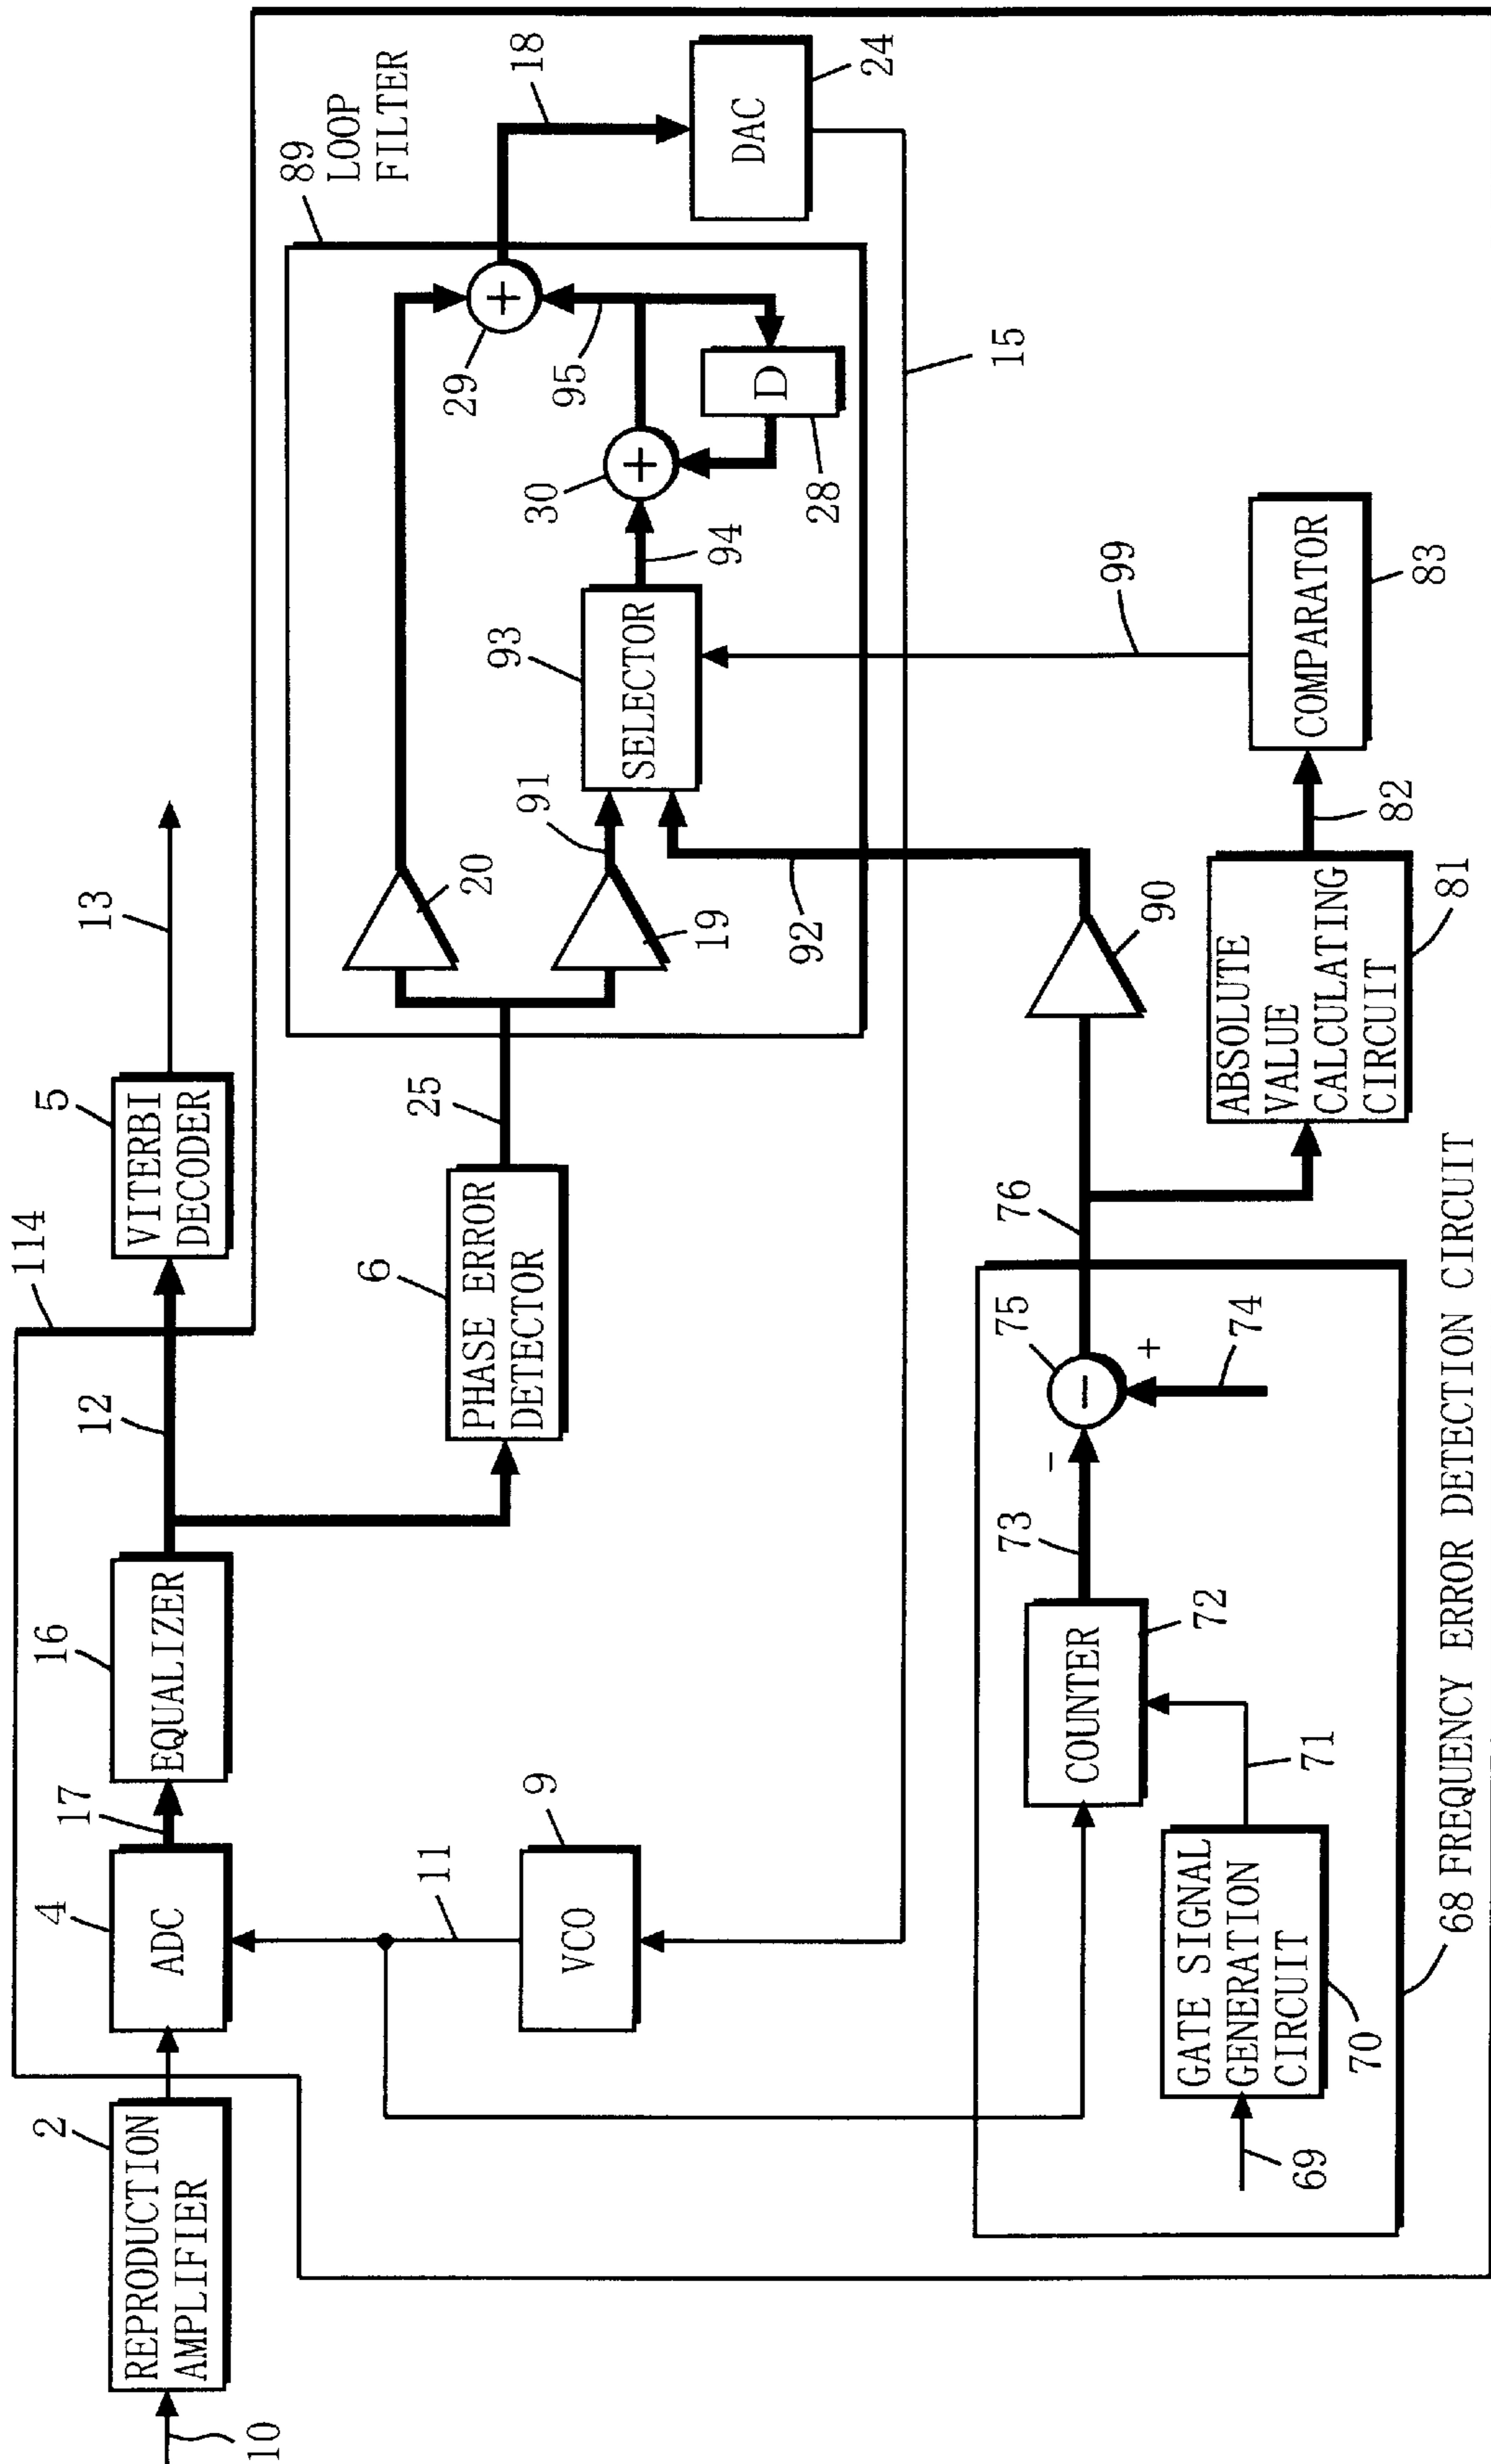 114
10
2
REPRODUCTION
AMPLIFIER
4
ADC
17
16
EQUALIZER
12
5
VITERBI
DECODER
13
11
9
VCO
6
PHASE ERROR
DETECTOR
25
89
LOOP
FILTER
20
19
91
92
93
SELECTOR
94
30
+
95
29
+
D
28
18
DAC
24
15
69
GATE SIGNAL
GENERATION
CIRCUIT
70
71
COUNTER
72
73
-
75
-
+
74
76
90
ABSOLUTE
VALUE
CALCULATING
CIRCUIT
81
82
COMPARATOR
83
99
68 FREQUENCY ERROR DETECTION CIRCUIT